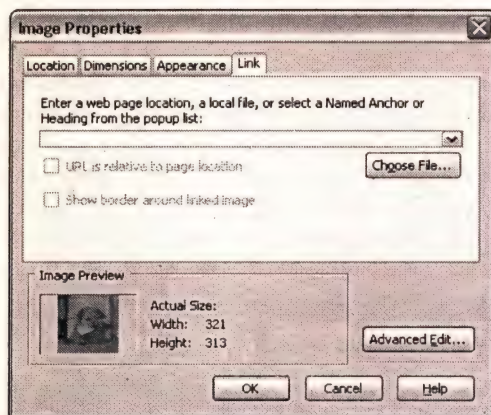 Image Properties
Location Dimensions Appearance Link
Enter a web page location, a local file, or select a Named Anchor or
Heading from the popup list:
URL is relative to page location
Choose File...
Show border around linked image
Image Preview
Actual Size:
Width: 321
Height: 313
Advanced Edit...
OK Cancel Help